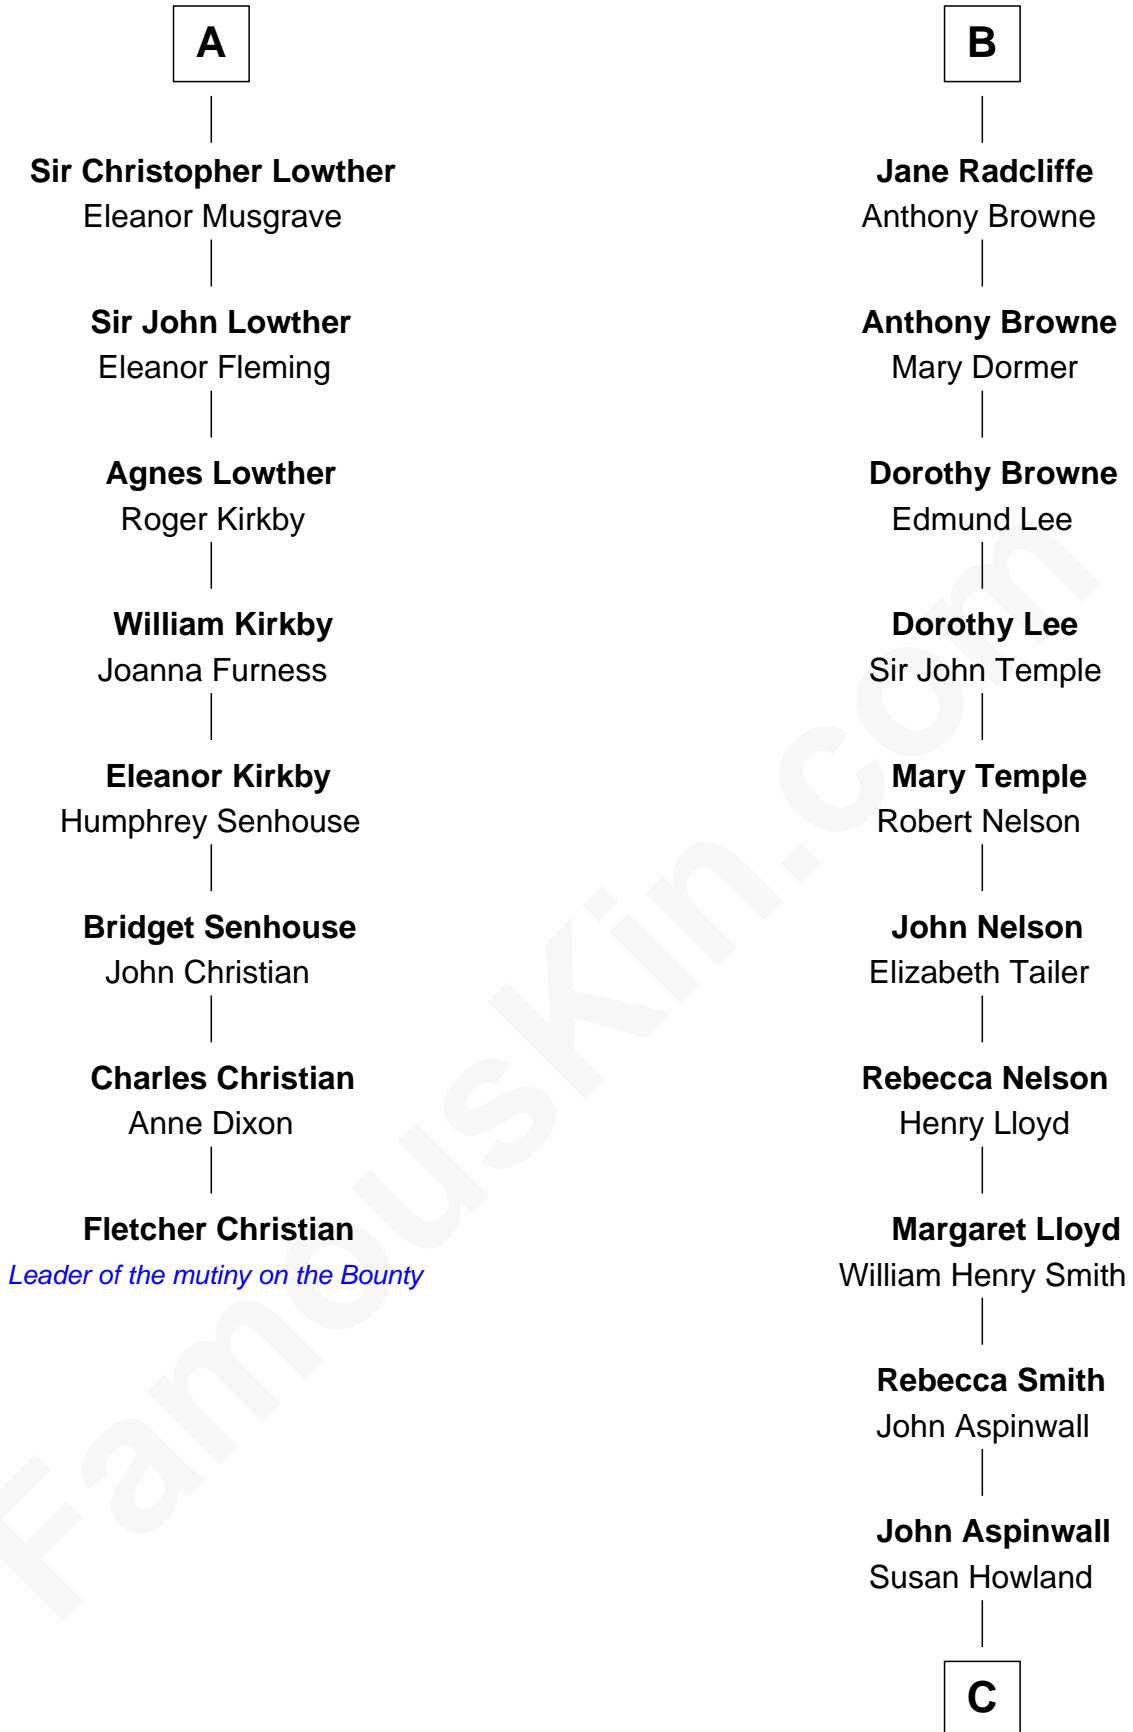 A
Sir Christopher Lowther
Eleanor Musgrave
Sir John Lowther
Eleanor Fleming
Agnes Lowther
Roger Kirkby
William Kirkby
Joanna Furness
Eleanor Kirkby
Humphrey Senhouse
Bridget Senhouse
John Christian
Charles Christian
Anne Dixon
Fletcher Christian
Leader of the mutiny on the Bounty
B
Jane Radcliffe
Anthony Browne
Anthony Browne
Mary Dormer
Dorothy Browne
Edmund Lee
Dorothy Lee
Sir John Temple
Mary Temple
Robert Nelson
John Nelson
Elizabeth Tailer
Rebecca Nelson
Henry Lloyd
Margaret Lloyd
William Henry Smith
Rebecca Smith
John Aspinwall
John Aspinwall
Susan Howland
C
FamousKin.com